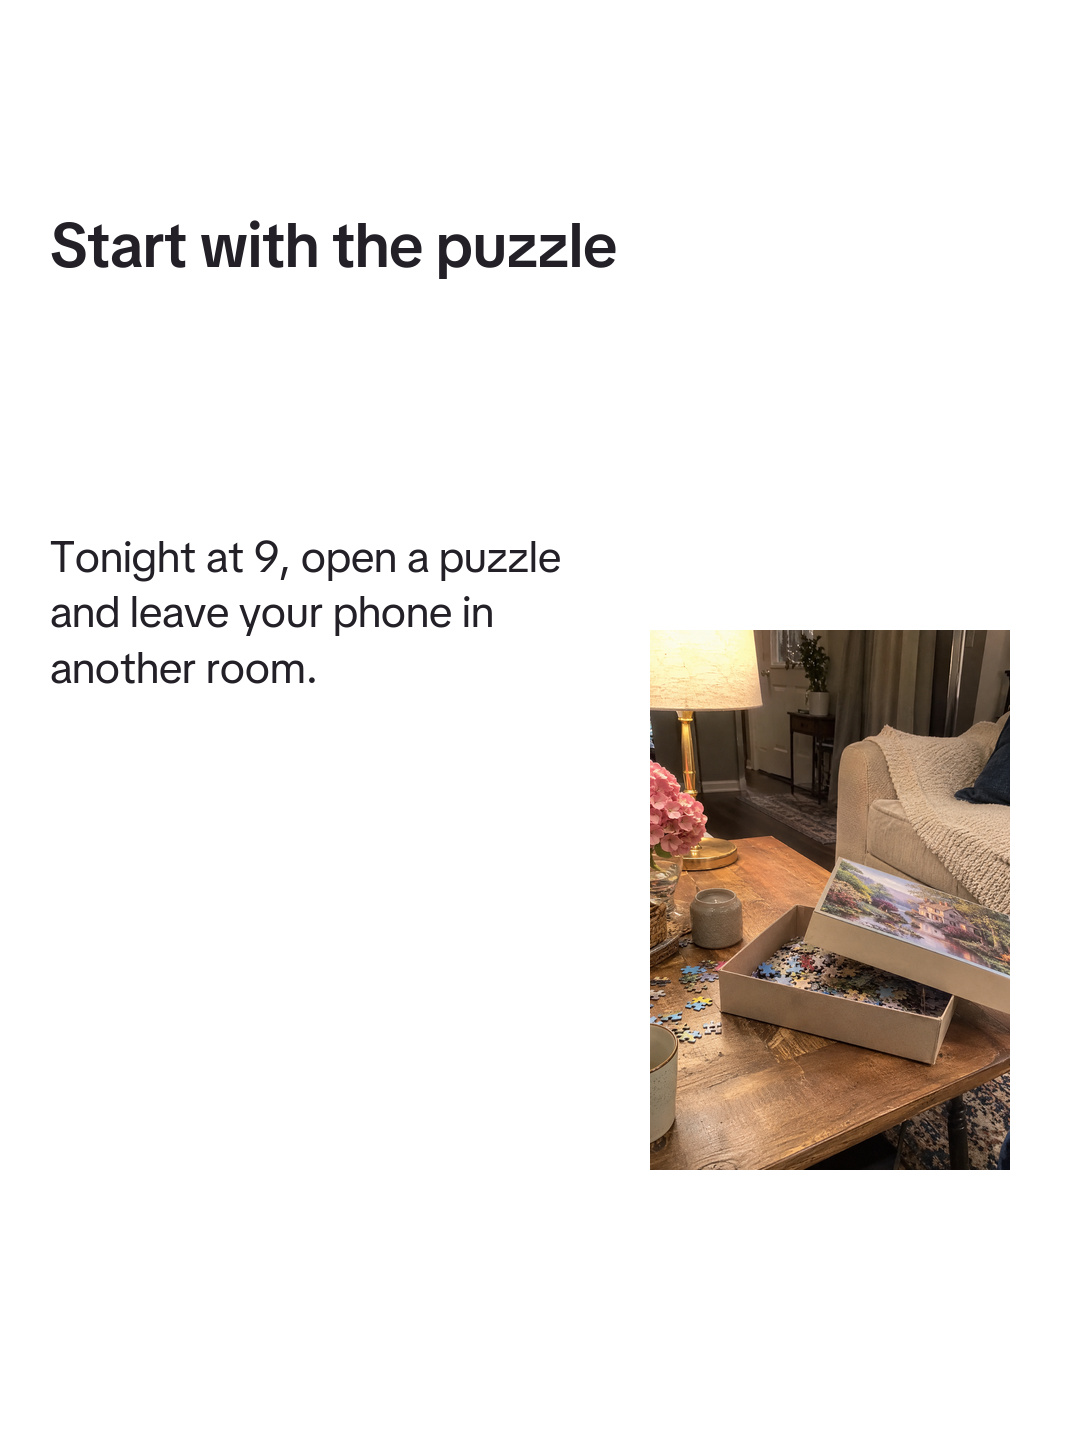 Start with the puzzle
Tonight at 9, open a puzzle
and leave your phone in
another room.